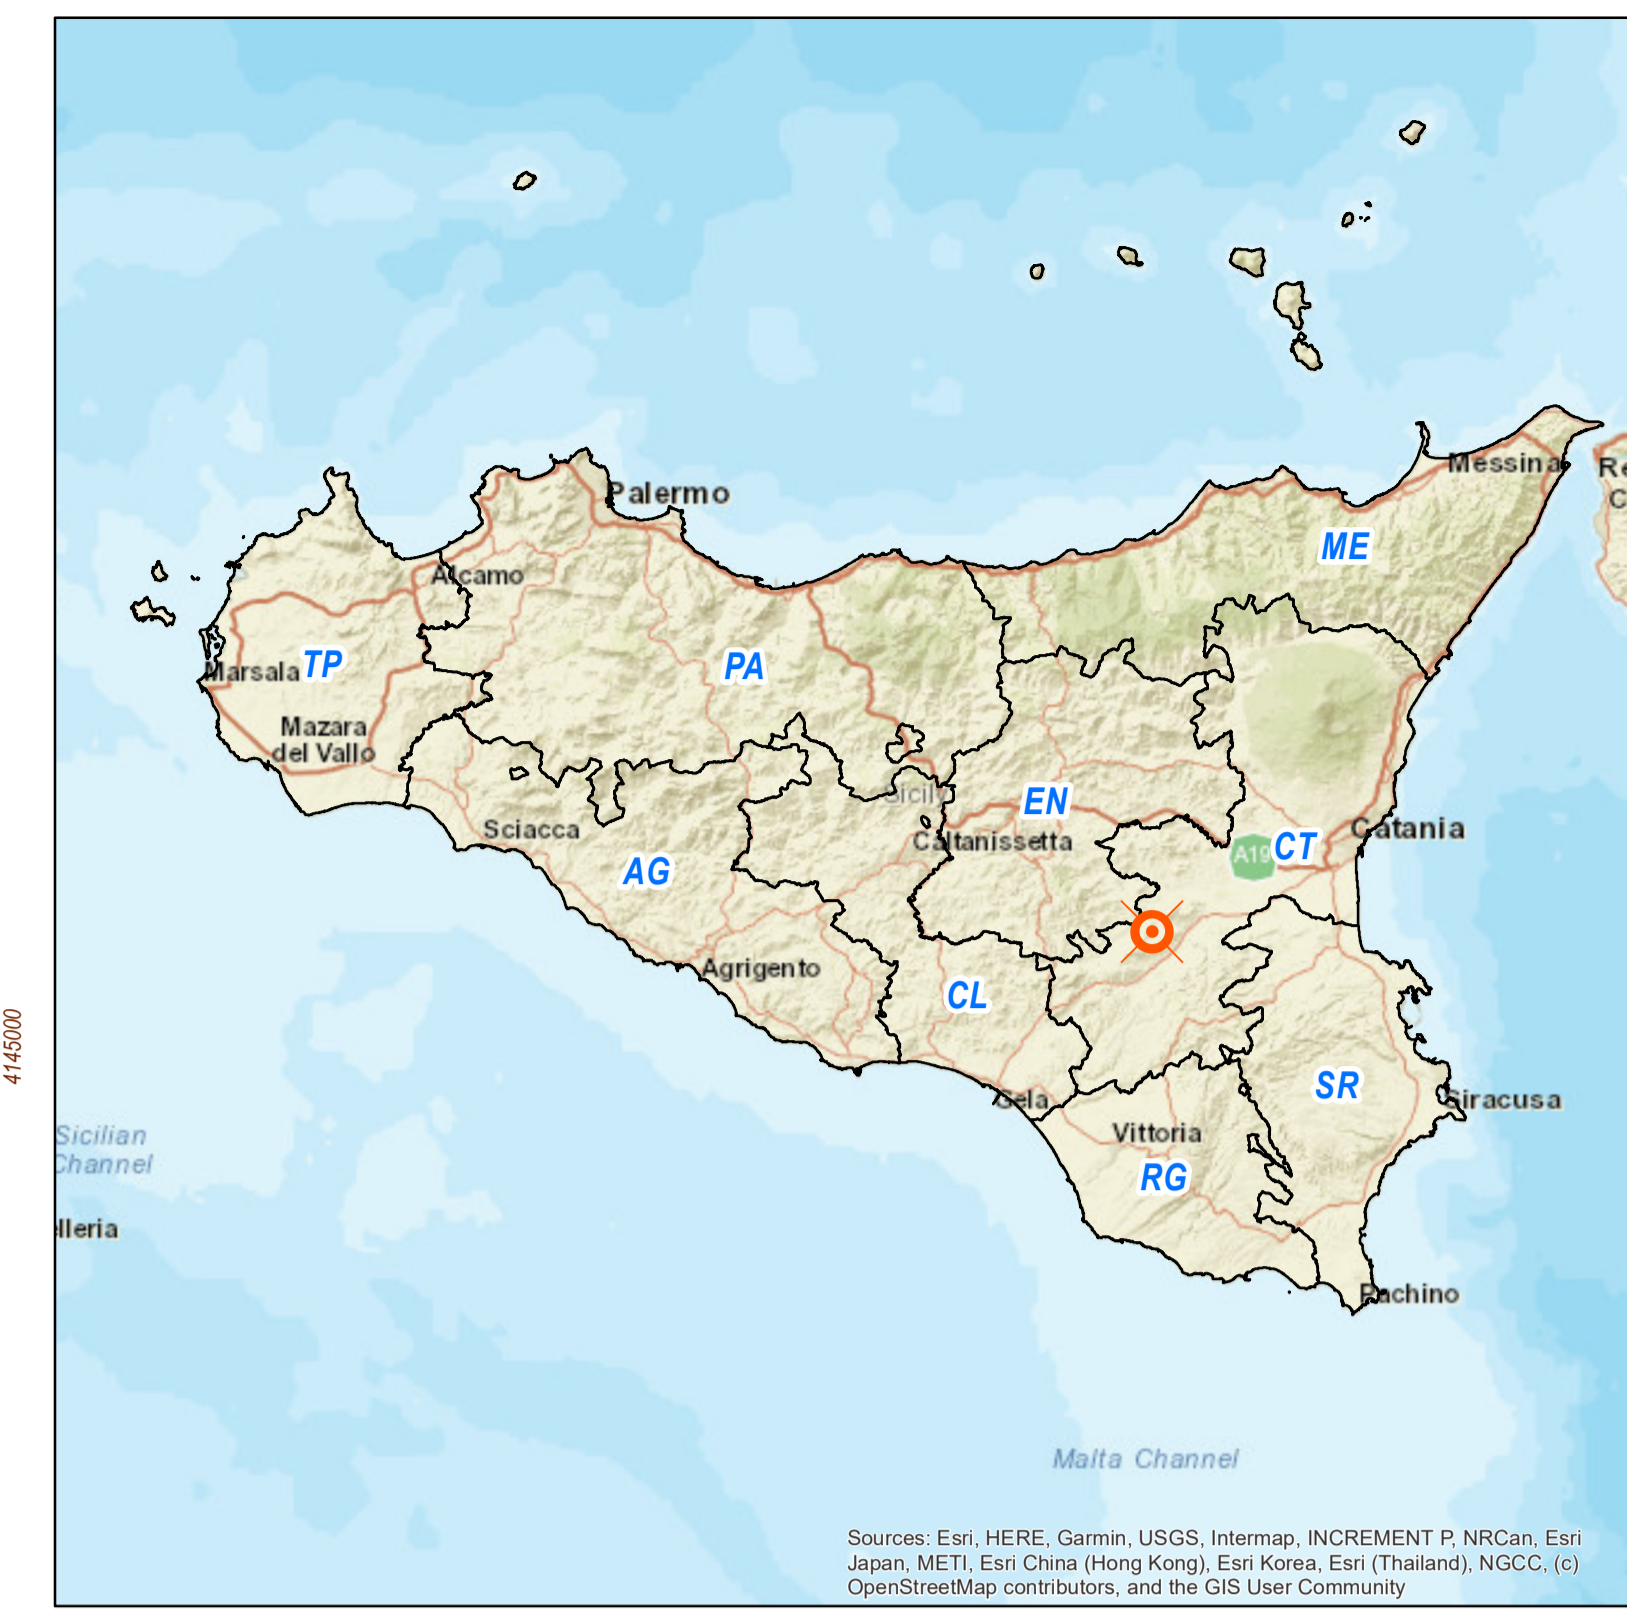 Palermo
Messina
Re
C
ME
Alcamo
Marsala
TP
PA
Mazara
del Vallo
Sicily
EN
Sciacca
Caltanissetta
A19
CT
Catania
AG
Agrigento
CL
4145000
Gela
SR
Siracusa
Vittoria
Sicilian
Channel
RG
lleria
Pachino
Malta Channel
Sources: Esri, HERE, Garmin, USGS, Intermap, INCREMENT P, NRCan, Esri
Japan, METI, Esri China (Hong Kong), Esri Korea, Esri (Thailand), NGCC, (c)
OpenStreetMap contributors, and the GIS User Community